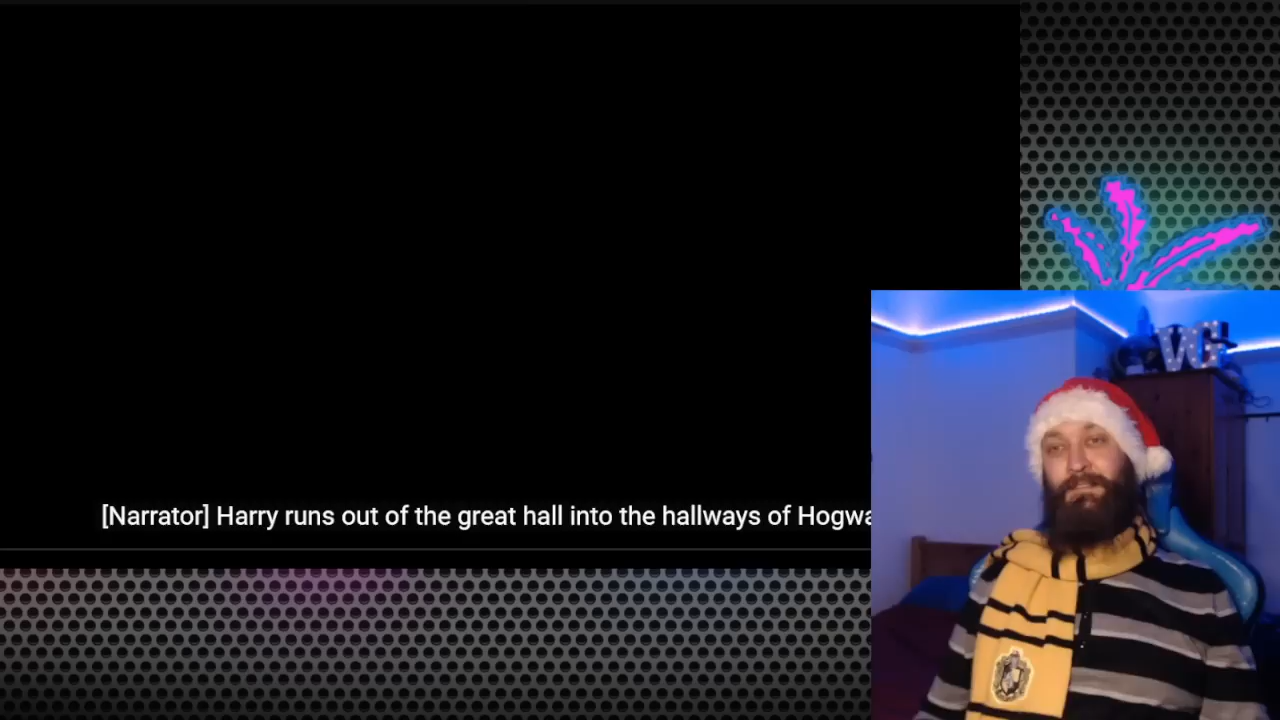 [Narrator] Harry runs out of the great hall into the hallways of Hogwa
VG